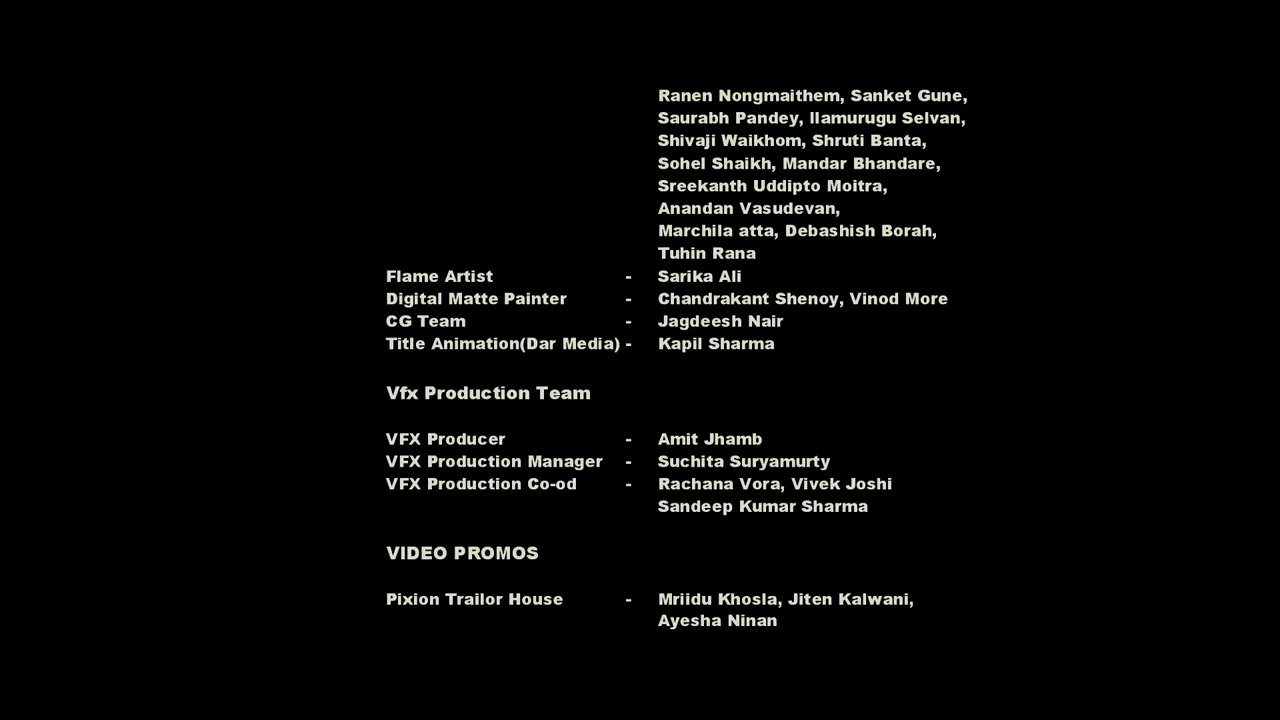 Ranen Nongmaithem, Sanket Gune,
Saurabh Pandey, Ilamurugu Selvan,
Shivaji Waikhom, Shruti Banta,
Sohel Shaikh, Mandar Bhandare,
Sreekanth Uddipto Moitra,
Anandan Vasudevan,
Marchila atta, Debashish Borah,
Tuhin Rana
Flame Artist - Sarika Ali
Digital Matte Painter - Chandrakant Shenoy, Vinod More
CG Team - Jagdeesh Nair
Title Animation(Dar Media) - Kapil Sharma
Vfx Production Team
VFX Producer - Amit Jhamb
VFX Production Manager - Suchita Suryamurty
VFX Production Co-od - Rachana Vora, Vivek Joshi
Sandeep Kumar Sharma
VIDEO PROMOS
Pixion Trailor House - Mriidu Khosla, Jiten Kalwani,
Ayesha Ninan